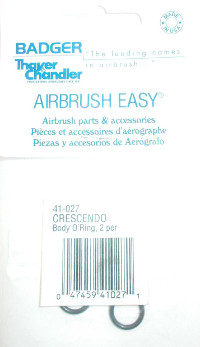 BADGER
Thayer
Chandler
"The leading names
in airbrush"
MADE
IN USA
AIRBRUSH EASY®
Airbrush parts & accessories
Pièces et accessoires d'aérographe
Piezas y accesorios de Aerógrafo
41-027
CRESCENDO
Body O'Ring, 2 per
0 47459 41027 1